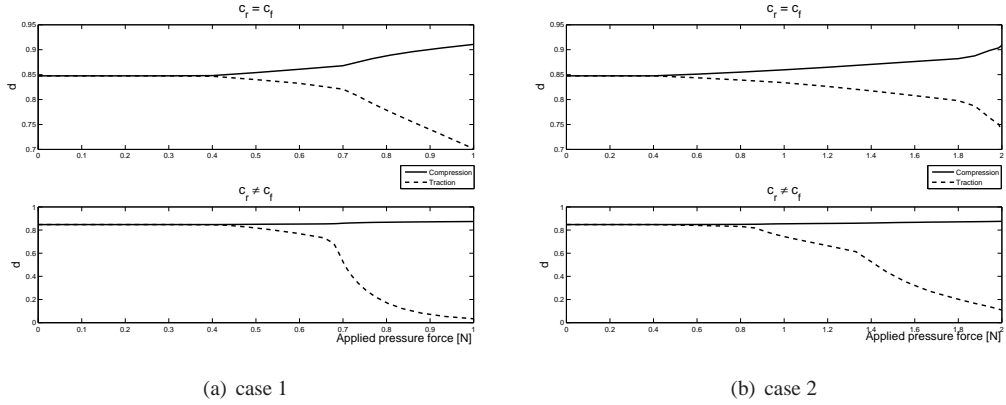 c_r = c_f
0.95
0.9
0.85
0.8
0.75
0.7
d
0 0.1 0.2 0.3 0.4 0.5 0.6 0.7 0.8 0.9 1
Compression
Traction
c_r ≠ c_f
1
0.8
0.6
0.4
0.2
0
d
0 0.1 0.2 0.3 0.4 0.5 0.6 0.7 0.8 0.9 1
Applied pressure force [N]
(a) case 1
c_r = c_f
0.95
0.9
0.85
0.8
0.75
0.7
d
0 0.2 0.4 0.6 0.8 1 1.2 1.4 1.6 1.8 2
Compression
Traction
c_r ≠ c_f
1
0.8
0.6
0.4
0.2
0
d
0 0.2 0.4 0.6 0.8 1 1.2 1.4 1.6 1.8 2
Applied pressure force [N]
(b) case 2